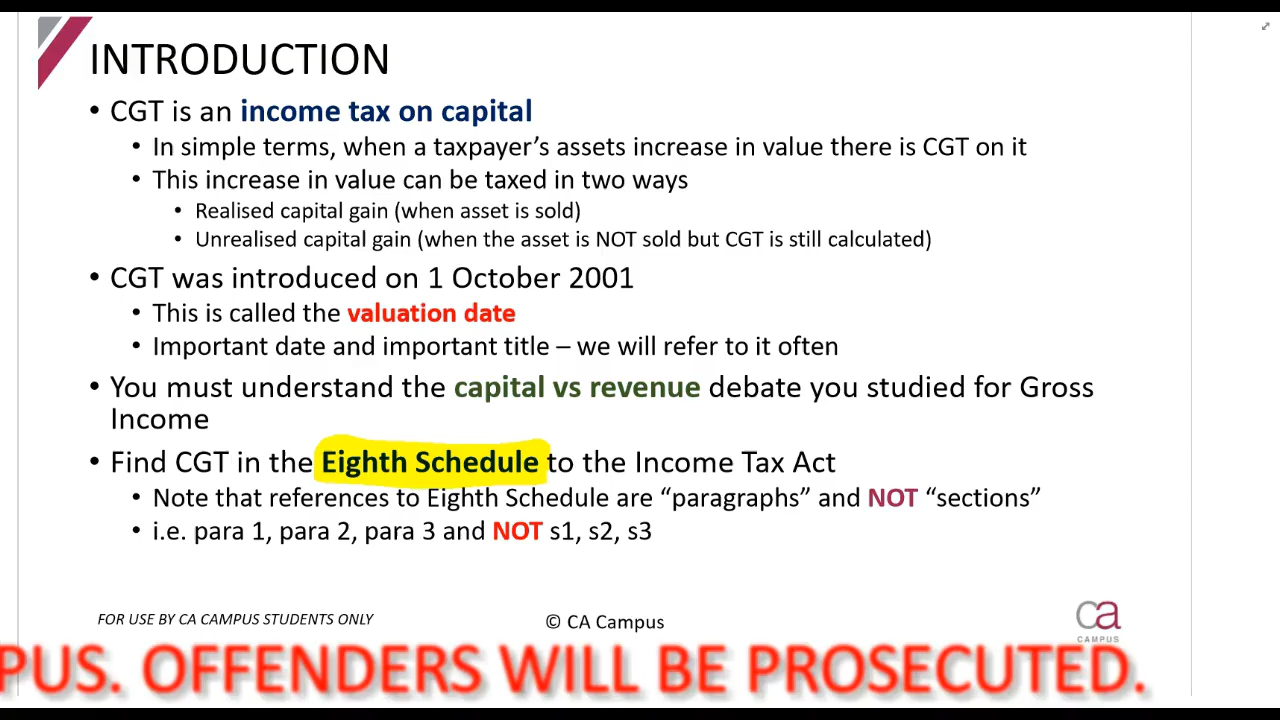 INTRODUCTION
• CGT is an income tax on capital
• In simple terms, when a taxpayer’s assets increase in value there is CGT on it
• This increase in value can be taxed in two ways
• Realised capital gain (when asset is sold)
• Unrealised capital gain (when the asset is NOT sold but CGT is still calculated)
• CGT was introduced on 1 October 2001
• This is called the valuation date
• Important date and important title – we will refer to it often
• You must understand the capital vs revenue debate you studied for Gross
Income
• Find CGT in the Eighth Schedule to the Income Tax Act
• Note that references to Eighth Schedule are “paragraphs” and NOT “sections”
• i.e. para 1, para 2, para 3 and NOT s1, s2, s3
FOR USE BY CA CAMPUS STUDENTS ONLY
© CA Campus
ca
CAMPUS
PUS. OFFENDERS WILL BE PROSECUTED.